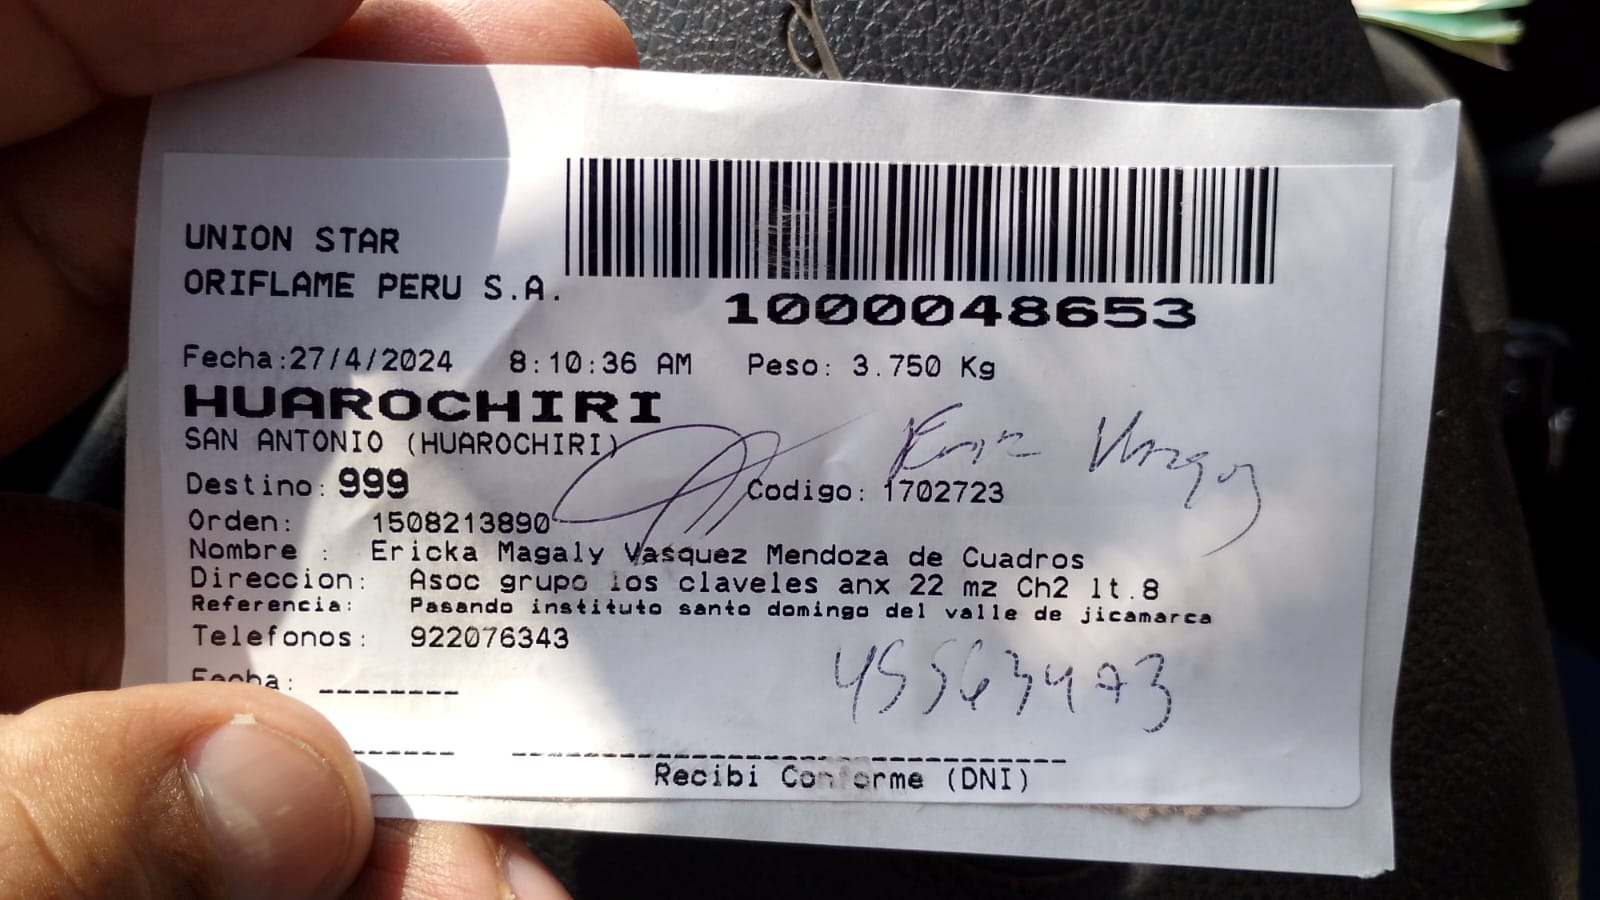 UNION STAR
ORIFLAME PERU S.A.
1000048653
Fecha:27/4/2024 8:10:36 AM Peso: 3.750 Kg
HUAROCHIRI
SAN ANTONIO (HUAROCHIRI)
Destino: 999 Codigo: 1702723
Orden: 1508213890
Nombre : Ericka Magaly Vasquez Mendoza de Cuadros
Direccion: Asoc grupo los claveles anx 22 mz Ch2 lt.8
Referencia: Pasando instituto santo domingo del valle de jicamarca
Telefonos: 922076343
Fecha: --------
Recibi Conforme (DNI)